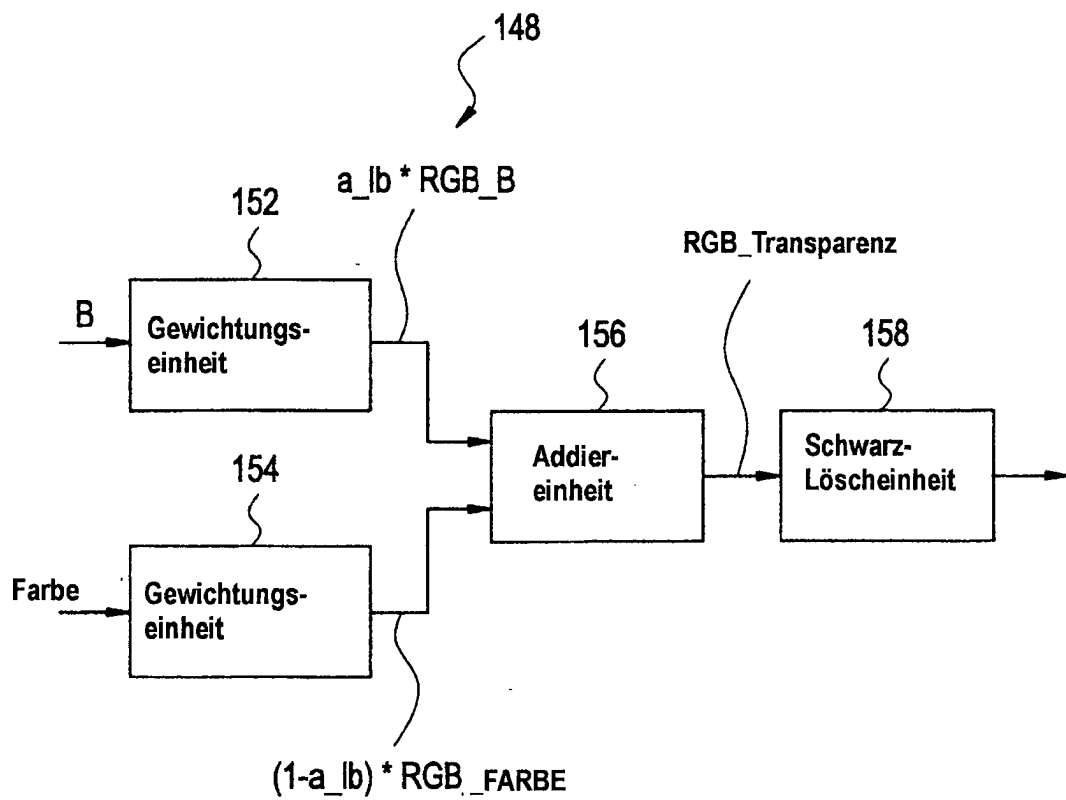 148
a_lb * RGB_B
152
RGB_Transparenz
B
Gewichtungs-
einheit
156
158
Addier-
einheit
Schwarz-
Löscheinheit
154
Farbe
Gewichtungs-
einheit
(1-a_lb) * RGB_FARBE